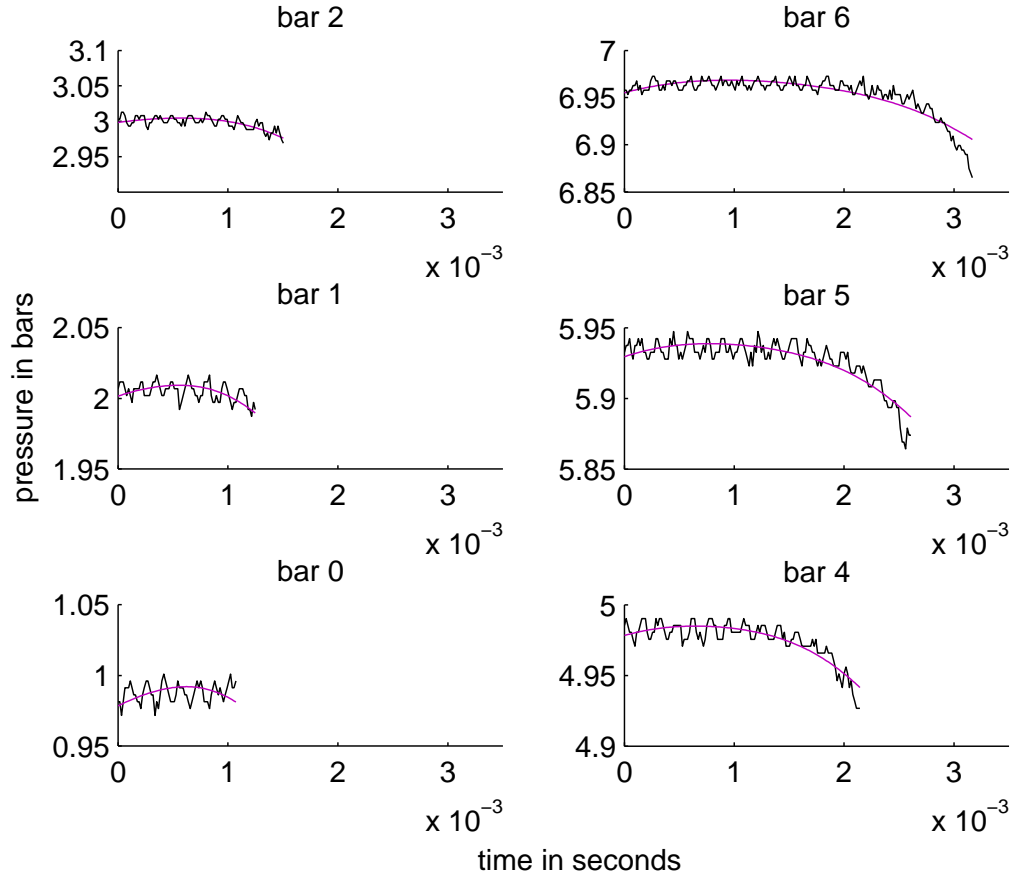 bar 2
3.1
3.05
3
2.95
0 1 2 3
x 10⁻³
bar 6
7
6.95
6.9
6.85
0 1 2 3
x 10⁻³
pressure in bars
bar 1
2.05
2
1.95
0 1 2 3
x 10⁻³
bar 5
5.95
5.9
5.85
0 1 2 3
x 10⁻³
bar 0
1.05
1
0.95
0 1 2 3
x 10⁻³
bar 4
5
4.95
4.9
0 1 2 3
x 10⁻³
time in seconds